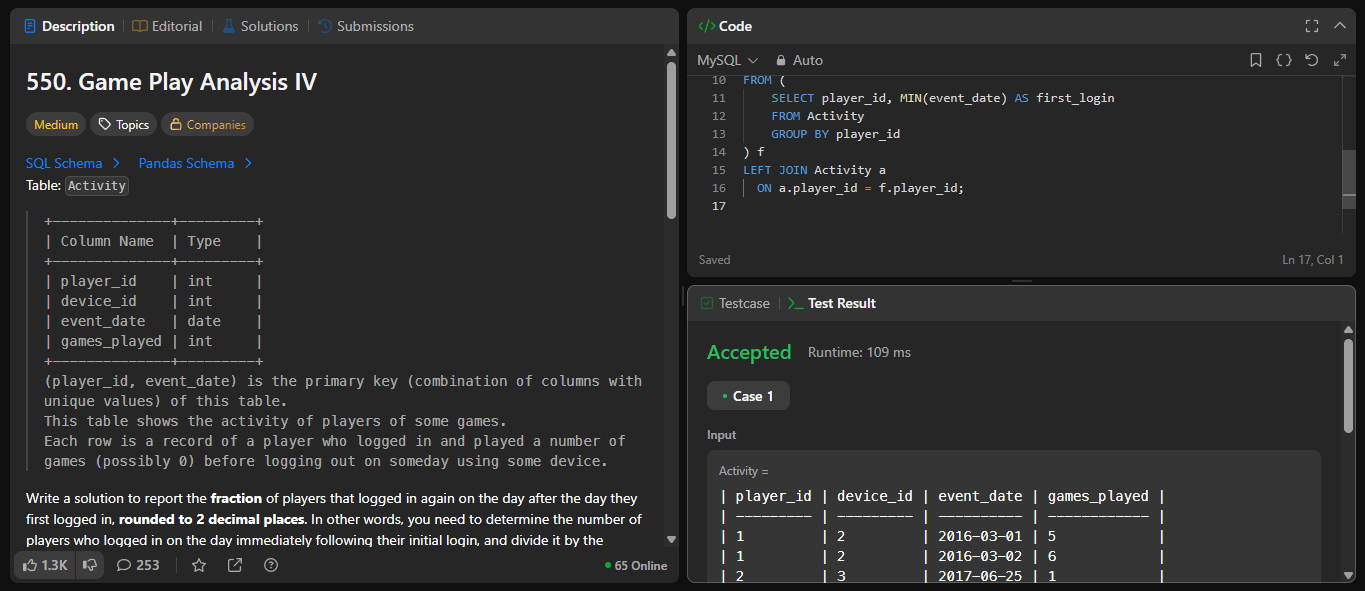 Description
Editorial
Solutions
Submissions
550. Game Play Analysis IV
Medium
Topics
Companies
SQL Schema
Pandas Schema
Table: Activity
+--------------+---------+
| Column Name  | Type    |
+--------------+---------+
| player_id    | int     |
| device_id    | int     |
| event_date   | date    |
| games_played | int     |
+--------------+---------+
(player_id, event_date) is the primary key (combination of columns with
unique values) of this table.
This table shows the activity of players of some games.
Each row is a record of a player who logged in and played a number of
games (possibly 0) before logging out on someday using some device.
Write a solution to report the fraction of players that logged in again on the day after the day they
first logged in, rounded to 2 decimal places. In other words, you need to determine the number of
players who logged in on the day immediately following their initial login, and divide it by the
1.3K
253
65 Online
</> Code
MySQL
Auto
10 FROM (
11     SELECT player_id, MIN(event_date) AS first_login
12     FROM Activity
13     GROUP BY player_id
14 ) f
15 LEFT JOIN Activity a
16   ON a.player_id = f.player_id;
17
Saved
Ln 17, Col 1
Testcase
>_ Test Result
Accepted
Runtime: 109 ms
• Case 1
Input
Activity =
| player_id | device_id | event_date | games_played |
| --------- | --------- | ---------- | ------------ |
| 1         | 2         | 2016-03-01 | 5            |
| 1         | 2         | 2016-03-02 | 6            |
| 2         | 3         | 2017-06-25 | 1            |